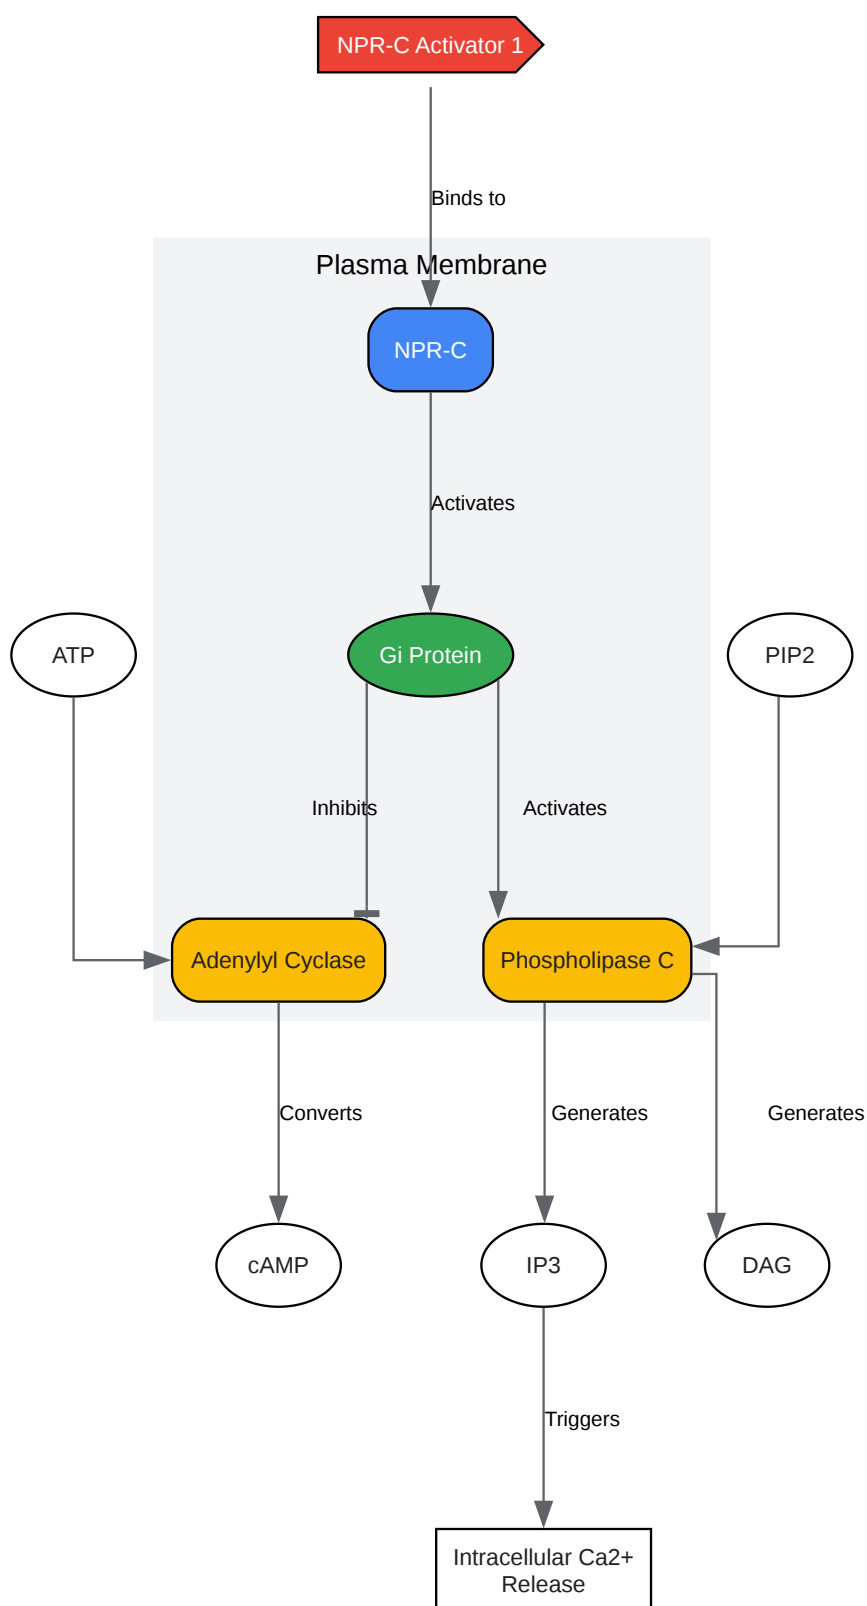 NPR-C Activator 1
Binds to
Plasma Membrane
NPR-C
Activates
ATP
Gi Protein
PIP2
Inhibits
Activates
Adenylyl Cyclase
Phospholipase C
Converts
Generates
Generates
cAMP
IP3
DAG
Triggers
Intracellular Ca2+
Release